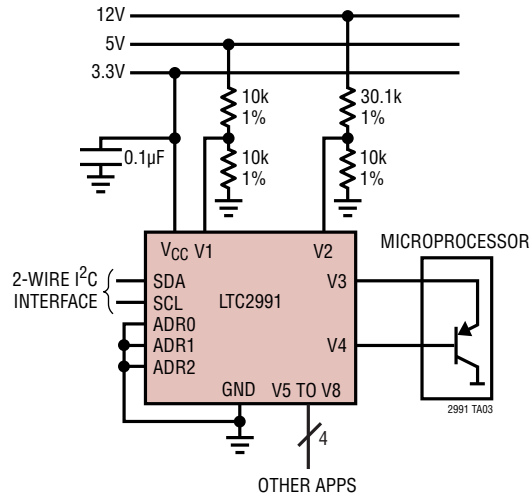 12V
5V
3.3V
10k
1%
30.1k
1%
0.1µF
10k
1%
10k
1%
VCC V1 V2
MICROPROCESSOR
2-WIRE I²C
INTERFACE
SDA
SCL
ADR0
ADR1
ADR2
LTC2991
V3
V4
GND V5 TO V8
2991 TA03
4
OTHER APPS